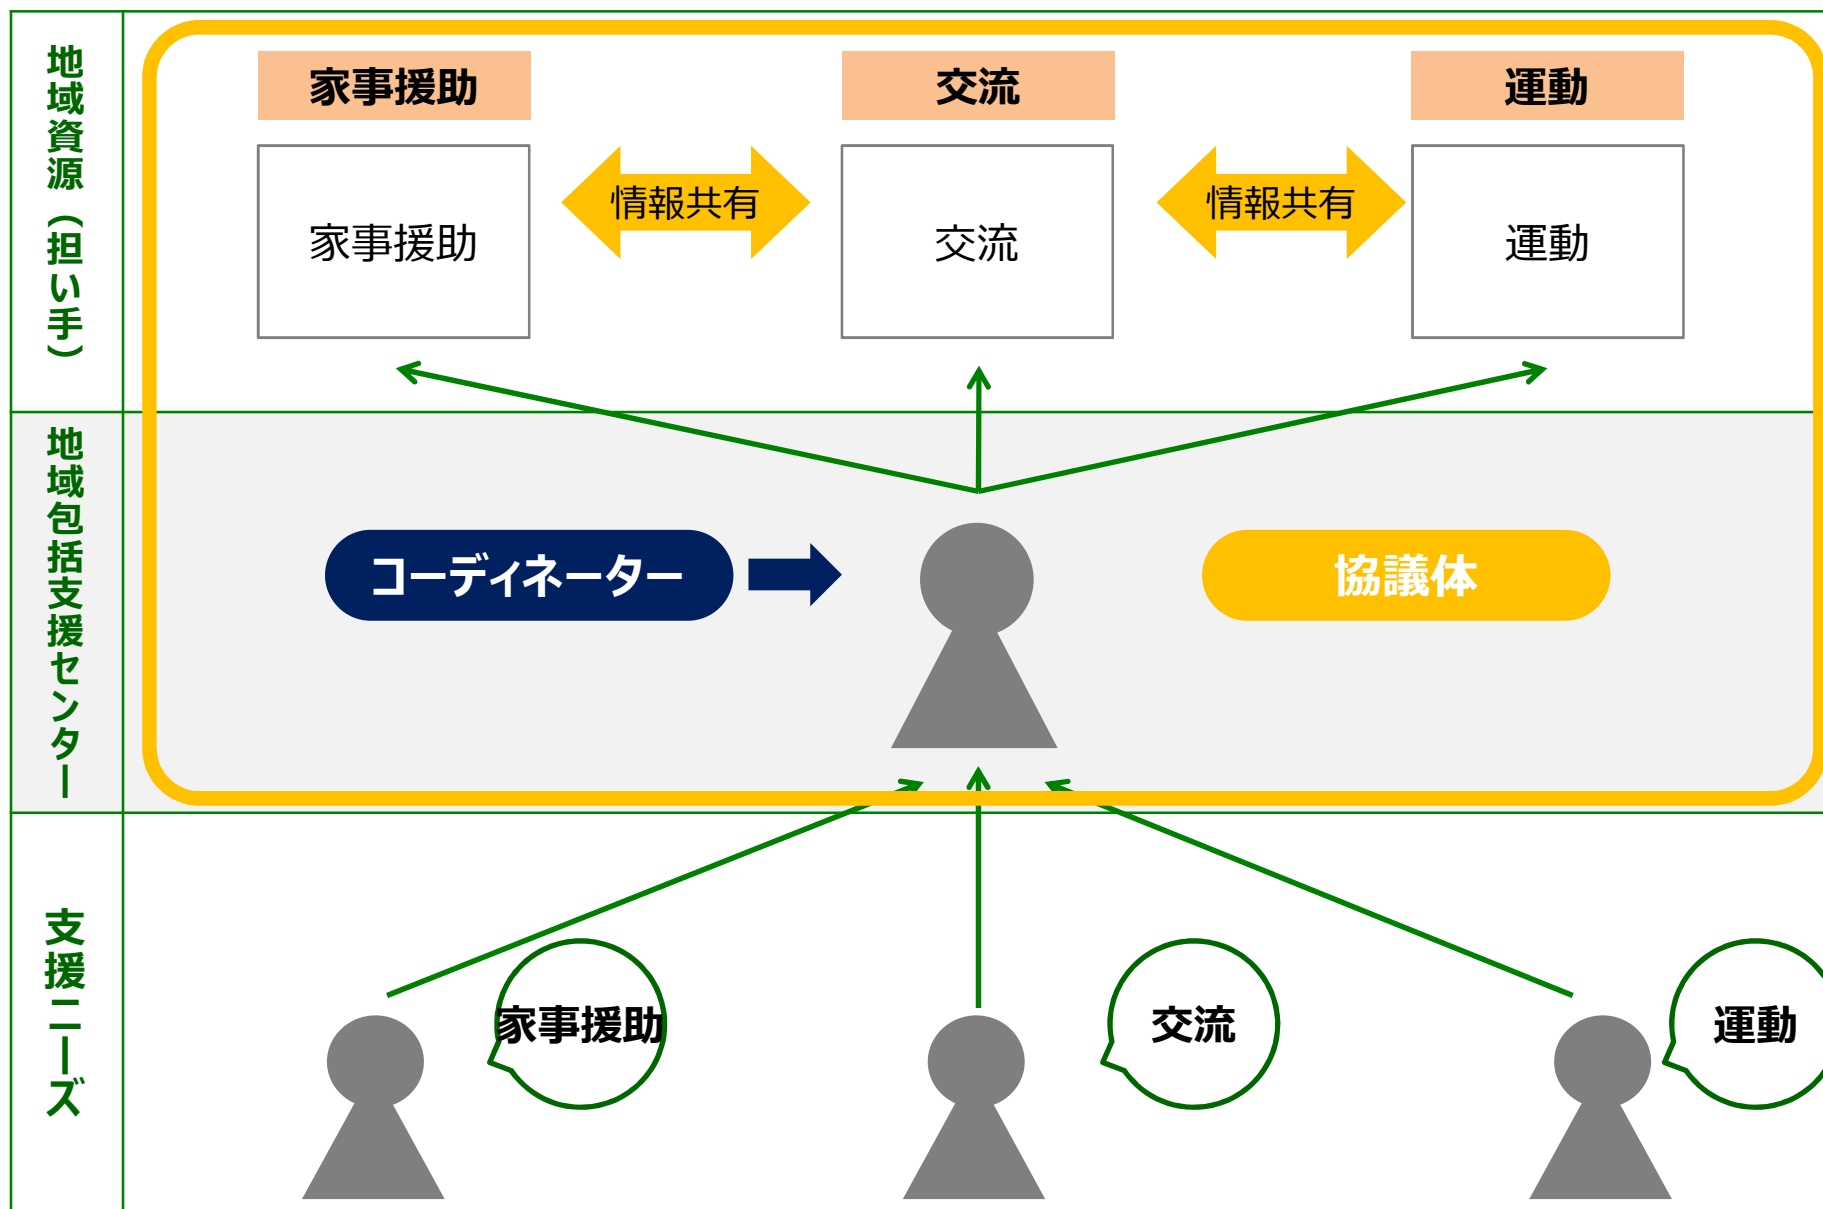 地域資源（担い手）
家事援助
交流
運動
家事援助
情報共有
交流
情報共有
運動
地域包括支援センター
コーディネーター
協議体
支援ニーズ
家事援助
交流
運動